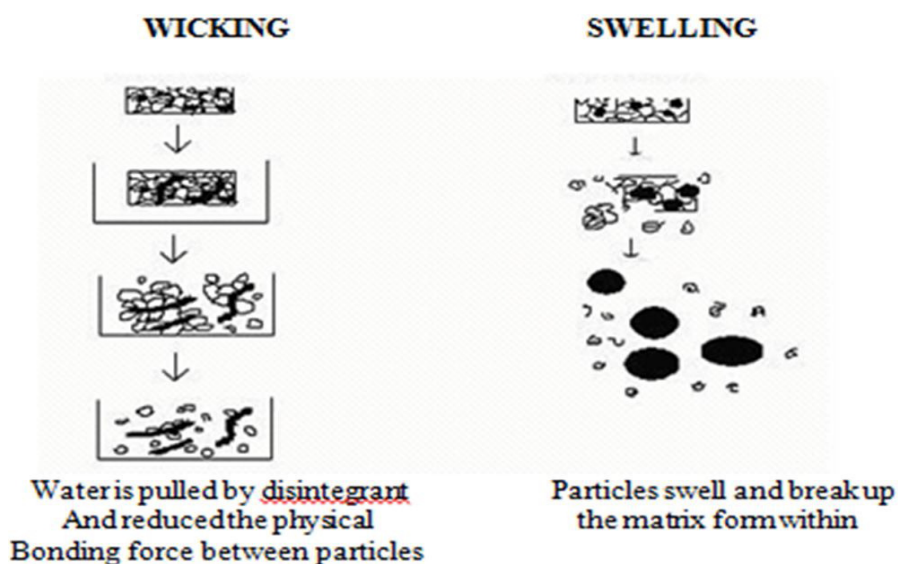 WICKING
SWELLING
Water is pulled by disintegrant
And reduced the physical
Bonding force between particles
Particles swell and break up
the matrix form within